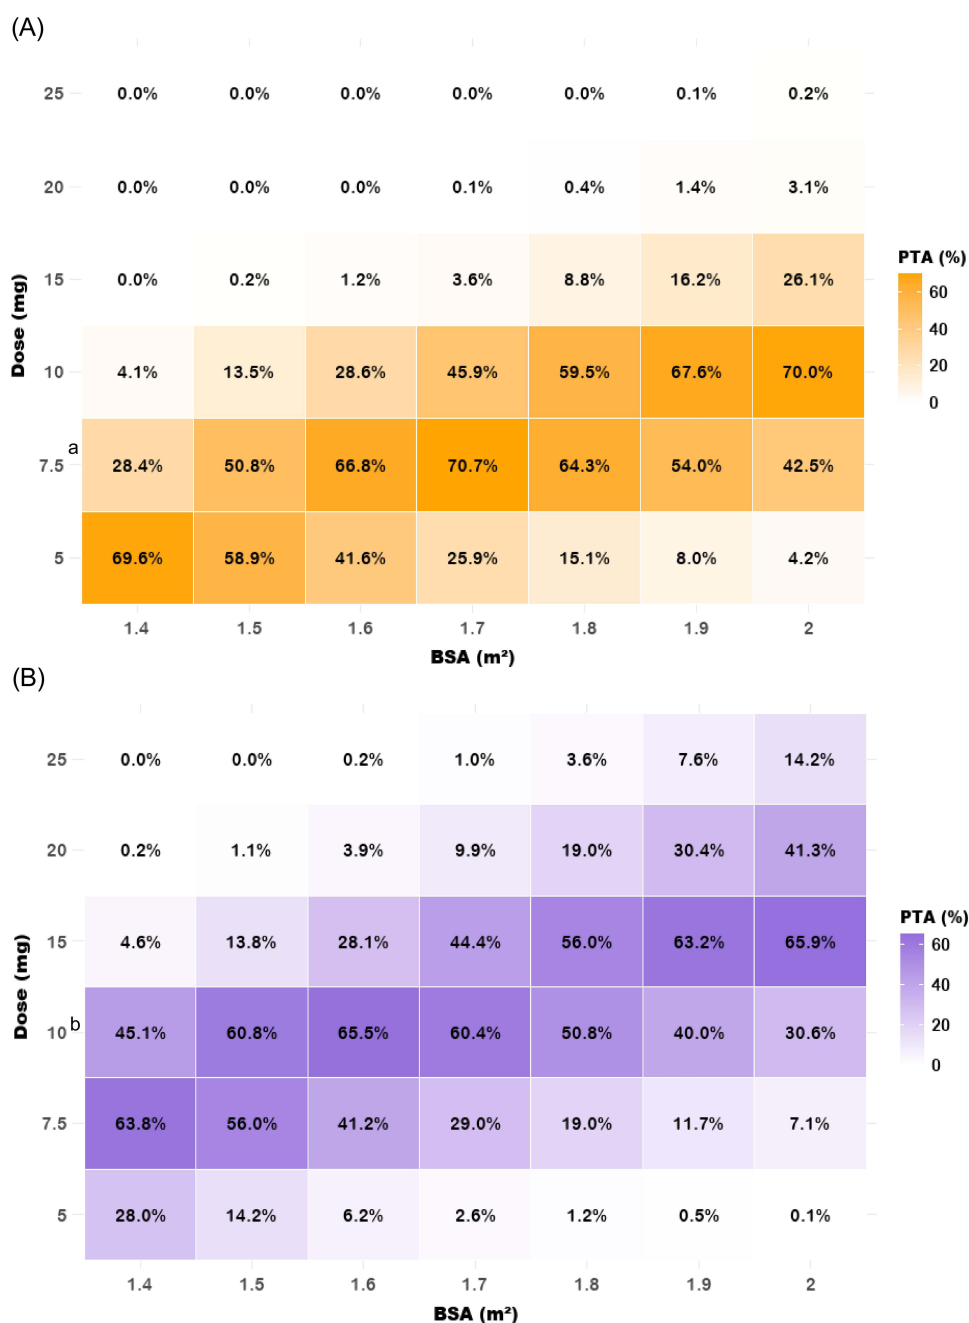 (A)
25 0.0% 0.0% 0.0% 0.0% 0.0% 0.1% 0.2%
20 0.0% 0.0% 0.0% 0.1% 0.4% 1.4% 3.1%
15 0.0% 0.2% 1.2% 3.6% 8.8% 16.2% 26.1%
10 4.1% 13.5% 28.6% 45.9% 59.5% 67.6% 70.0%
7.5 a 28.4% 50.8% 66.8% 70.7% 64.3% 54.0% 42.5%
5 69.6% 58.9% 41.6% 25.9% 15.1% 8.0% 4.2%
1.4 1.5 1.6 1.7 1.8 1.9 2
BSA (m²)
Dose (mg)
PTA (%)
60
40
20
0
(B)
25 0.0% 0.0% 0.2% 1.0% 3.6% 7.6% 14.2%
20 0.2% 1.1% 3.9% 9.9% 19.0% 30.4% 41.3%
15 4.6% 13.8% 28.1% 44.4% 56.0% 63.2% 65.9%
10 b 45.1% 60.8% 65.5% 60.4% 50.8% 40.0% 30.6%
7.5 63.8% 56.0% 41.2% 29.0% 19.0% 11.7% 7.1%
5 28.0% 14.2% 6.2% 2.6% 1.2% 0.5% 0.1%
1.4 1.5 1.6 1.7 1.8 1.9 2
BSA (m²)
Dose (mg)
PTA (%)
60
40
20
0